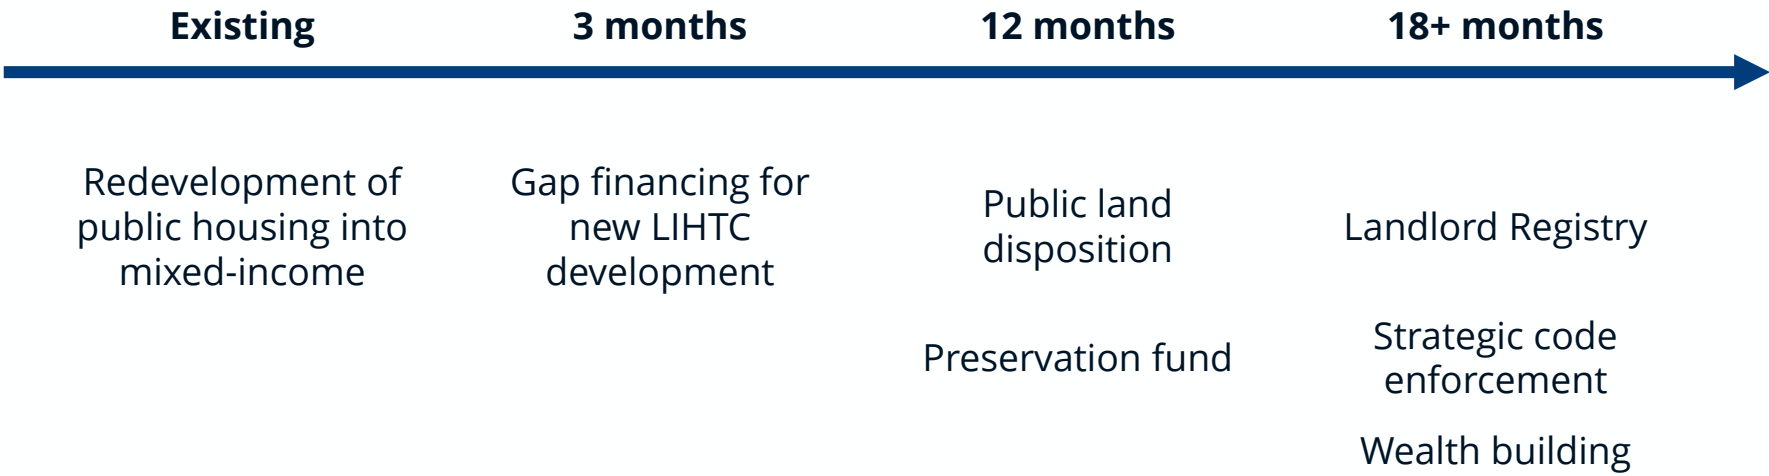 Existing
3 months
12 months
18+ months
Redevelopment of
public housing into
mixed-income
Gap financing for
new LIHTC
development
Public land
disposition
Landlord Registry
Preservation fund
Strategic code
enforcement
Wealth building